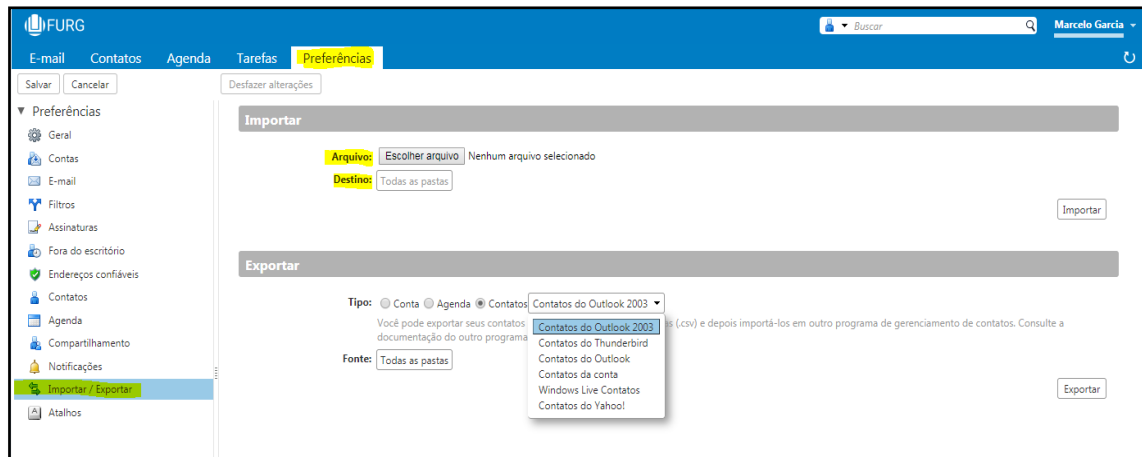 FURG
Buscar
Marcelo Garcia
E-mail Contatos Agenda Tarefas Preferências
Salvar Cancelar Desfazer alterações
Preferências
Geral
Contas
E-mail
Filtros
Assinaturas
Fora do escritório
Endereços confiáveis
Contatos
Agenda
Compartilhamento
Notificações
Importar / Exportar
Atalhos
Importar
Arquivo: Escolher arquivo Nenhum arquivo selecionado
Destino: Todas as pastas
Importar
Exportar
Tipo: Conta Agenda Contatos Contatos do Outlook 2003
Você pode exportar seus contatos s (.csv) e depois importá-los em outro programa de gerenciamento de contatos. Consulte a
documentação do outro programa
Contatos do Outlook 2003
Contatos do Thunderbird
Contatos do Outlook
Contatos da conta
Windows Live Contatos
Contatos do Yahoo!
Fonte: Todas as pastas
Exportar